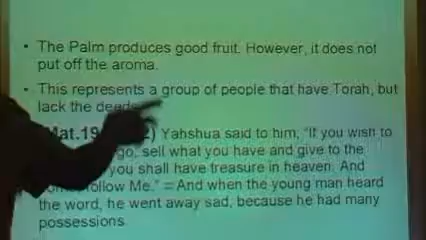 • The Palm produces good fruit. However, it does not
put off the aroma.
• This represents a group of people that have Torah, but
lack the
Mat.19 2) Yahshua said to him, "If you wish to
go, sell what you have and give to the
you shall have treasure in heaven. And
follow Me." = And when the young man heard
the word, he went away sad, because he had many
possessions